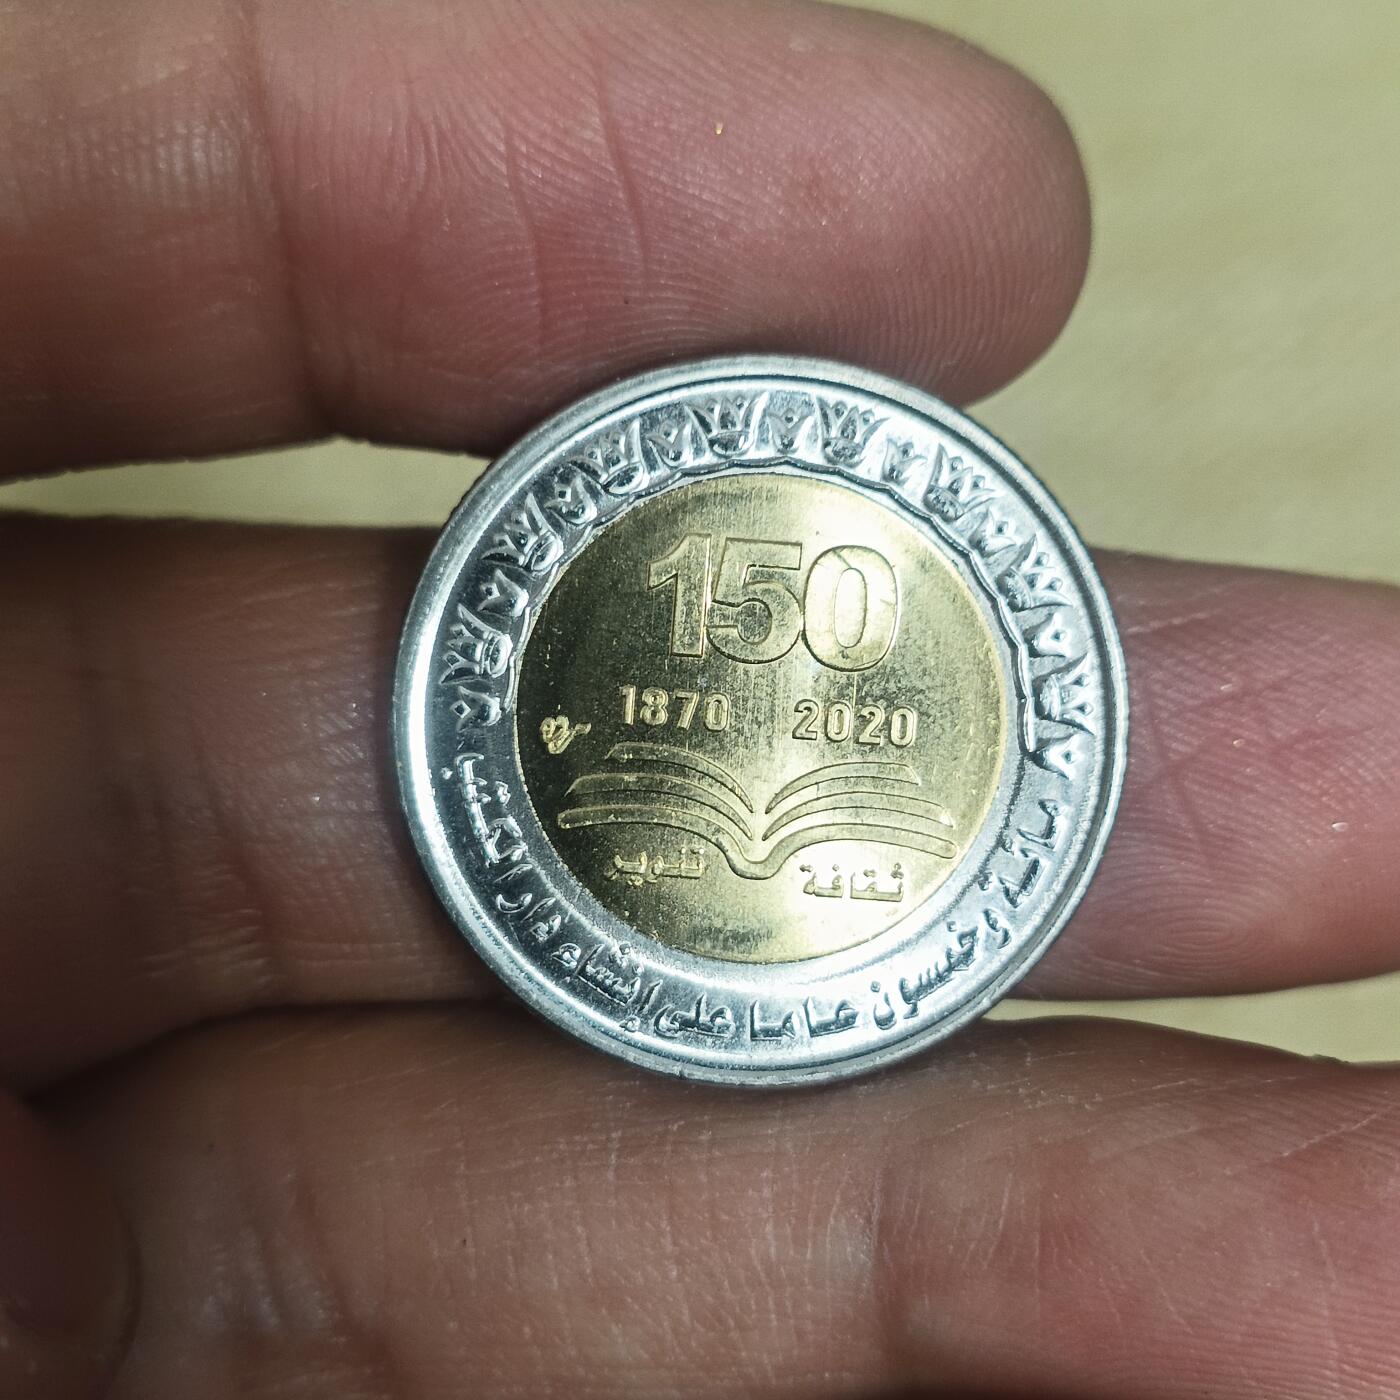 150
1870 2020
ثقافة تنوير
مائة وخمسون عاما على إنشاء دار الكتب